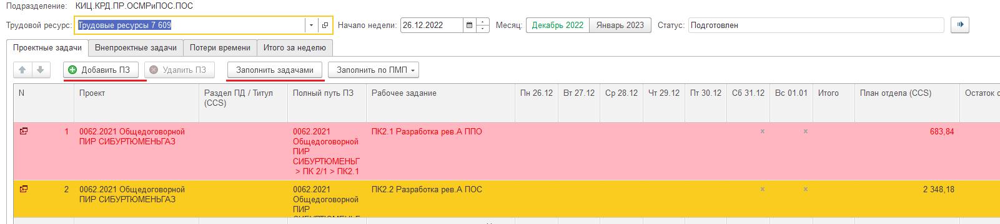 Подразделение: КИЦ.КРД.ПР.ОСМРиПОС.ПОС
Трудовой ресурс: Трудовые ресурсы 7 609 Начало недели: 26.12.2022 Месяц: Декабрь 2022 Январь 2023 Статус: Подготовлен
Проектные задачи Внепроектные задачи Потери времени Итого за неделю
Добавить ПЗ Удалить ПЗ Заполнить задачами Заполнить по ПМП
N Проект Раздел ПД / Титул Полный путь ПЗ Рабочее задание Пн 26.12 Вт 27.12 Ср 28.12 Чт 29.12 Пт 30.12 Сб 31.12 Вс 01.01 Итого План отдела (CCS) Остаток
(CCS)
1 0062.2021 Общедоговорной 0062.2021 ПК2.1 Разработка рев.А ППО x x 683,84
ПИР СИБУРТЮМЕНЬГАЗ Общедоговорной
ПИР
СИБУРТЮМЕНЬГ
> ПК 2/1 > ПК2.1
2 0062.2021 Общедоговорной 0062.2021 ПК2.2 Разработка рев.А ПОС x x 2 348,18
ПИР СИБУРТЮМЕНЬГАЗ Общедоговорной
ПИР